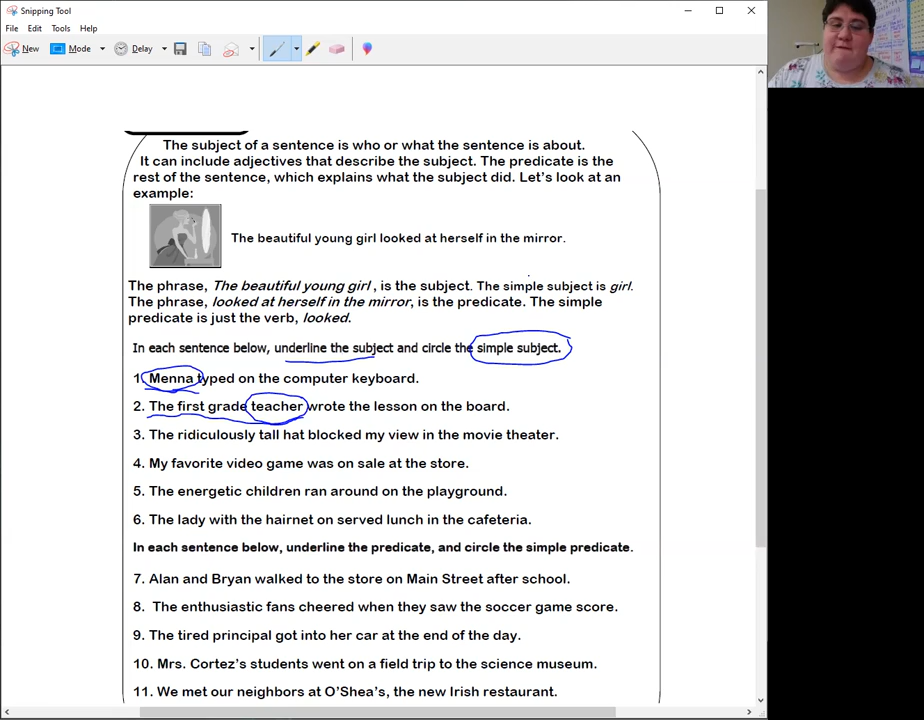 Snipping Tool
File Edit Tools Help
New Mode Delay
The subject of a sentence is who or what the sentence is about.
It can include adjectives that describe the subject. The predicate is the
rest of the sentence, which explains what the subject did. Let's look at an
example:
The beautiful young girl looked at herself in the mirror.
The phrase, The beautiful young girl, is the subject. The simple subject is girl.
The phrase, looked at herself in the mirror, is the predicate. The simple
predicate is just the verb, looked.
In each sentence below, underline the subject and circle the simple subject.
1. Menna typed on the computer keyboard.
2. The first grade teacher wrote the lesson on the board.
3. The ridiculously tall hat blocked my view in the movie theater.
4. My favorite video game was on sale at the store.
5. The energetic children ran around on the playground.
6. The lady with the hairnet on served lunch in the cafeteria.
In each sentence below, underline the predicate, and circle the simple predicate.
7. Alan and Bryan walked to the store on Main Street after school.
8. The enthusiastic fans cheered when they saw the soccer game score.
9. The tired principal got into her car at the end of the day.
10. Mrs. Cortez's students went on a field trip to the science museum.
11. We met our neighbors at O'Shea's, the new Irish restaurant.